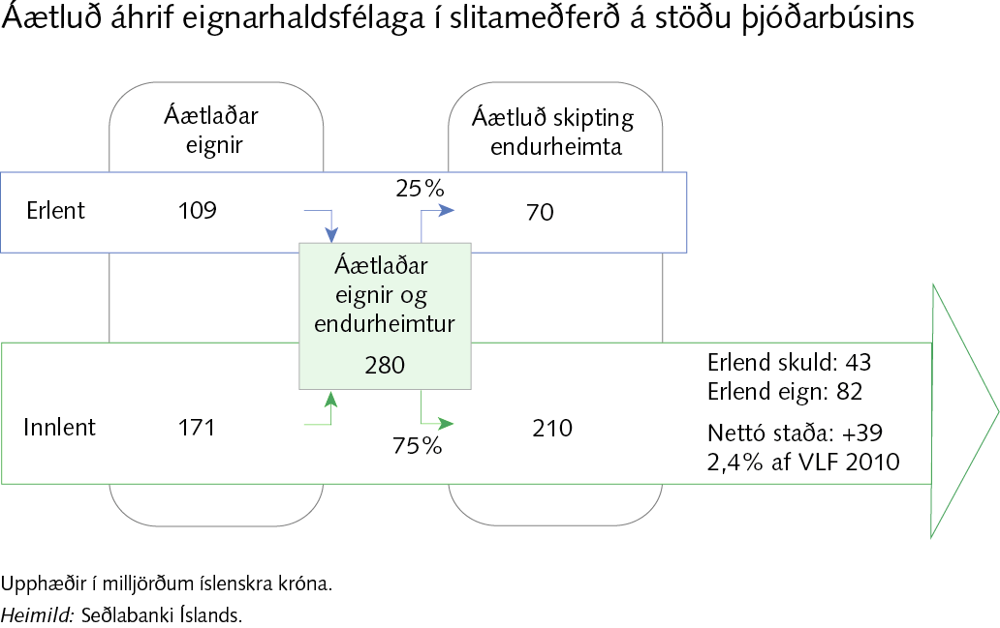 Áætluð áhrif eignarhaldsfélaga í slitameðferð á stöðu þjóðarbúsins
Áætlaðar
eignir
Áætluð skipting
endurheimta
Erlent
109
25%
70
Áætlaðar
eignir og
endurheimtur
280
Innlent
171
75%
210
Erlend skuld: 43
Erlend eign: 82
Nettó staða: +39
2,4% af VLF 2010
Upphæðir í milljörðum íslenskra króna.
Heimild: Seðlabanki Íslands.